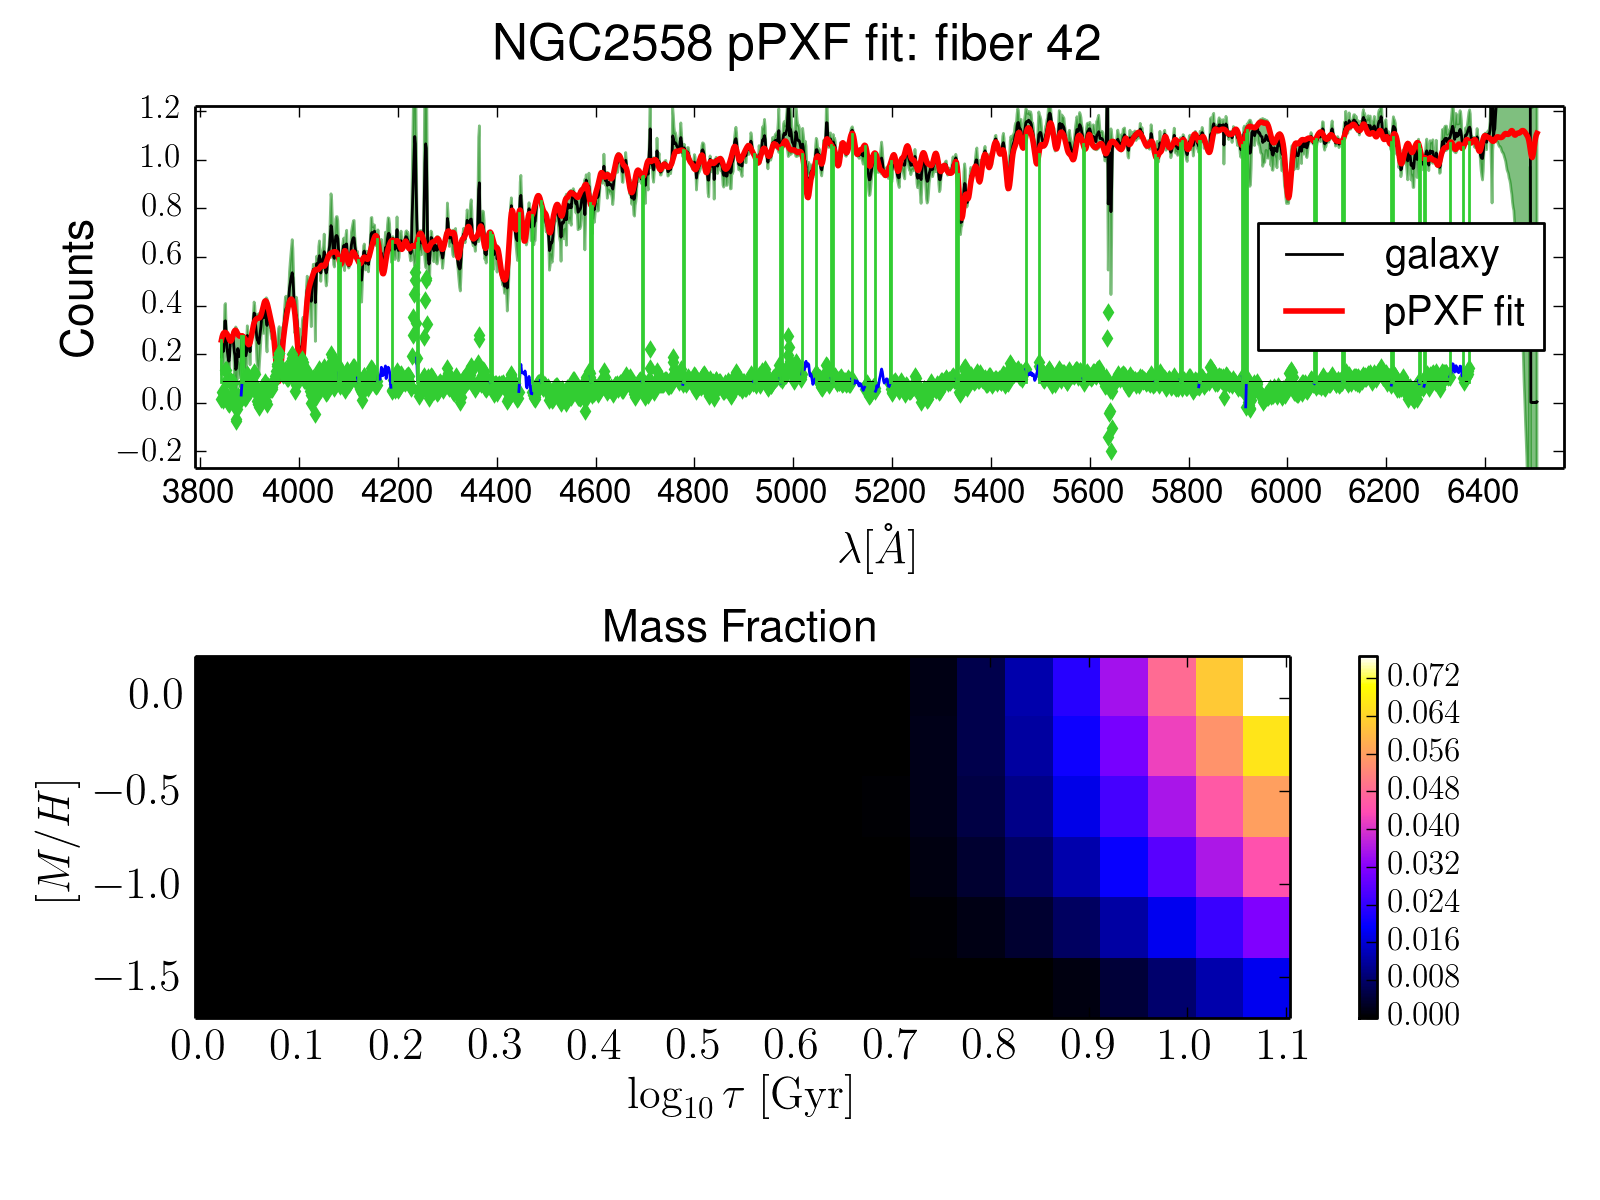 NGC2558 pPXF fit: fiber 42
1.2
1.0
0.8
0.6
0.4
0.2
0.0
−0.2
Counts
galaxy
pPXF fit
3800 4000 4200 4400 4600 4800 5000 5200 5400 5600 5800 6000 6200 6400
λ[Å]
Mass Fraction
0.0
−0.5
−1.0
−1.5
[M/H]
0.072
0.064
0.056
0.048
0.040
0.032
0.024
0.016
0.008
0.000
0.0 0.1 0.2 0.3 0.4 0.5 0.6 0.7 0.8 0.9 1.0 1.1
log₁₀ τ [Gyr]